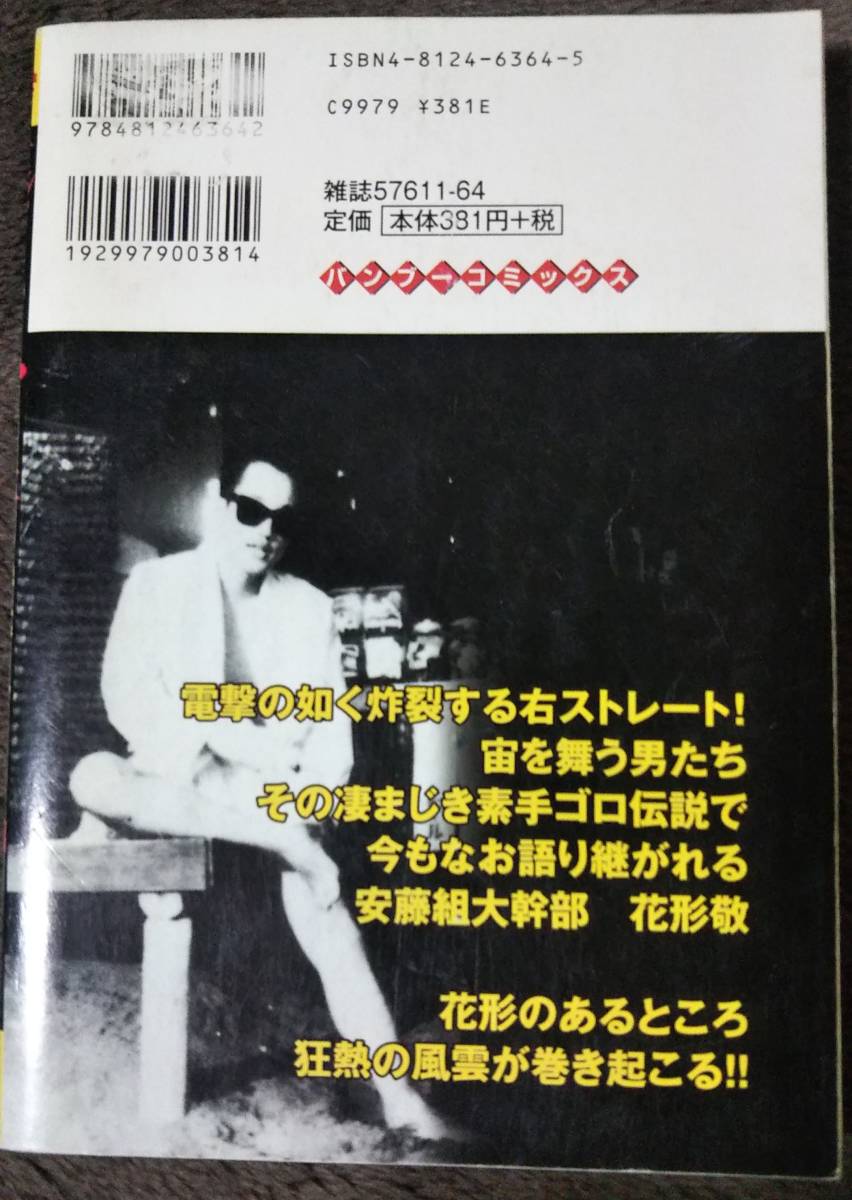 ISBN4-8124-6364-5
C9979 ¥381E
9784812463642
雑誌57611-64
定価 本体381円+税
1929979003814
バンブーコミックス
電撃の如く炸裂する右ストレート!
宙を舞う男たち
その凄まじき素手ゴロ伝説で
今もなお語り継がれる
安藤組大幹部　花形敬
花形のあるところ
狂熱の風雲が巻き起こる!!